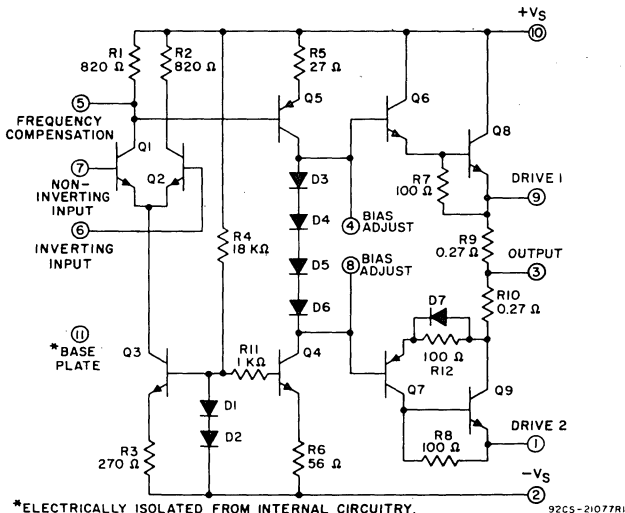 +VS
10
R1
820 Ω
R2
820 Ω
R5
27 Ω
5
FREQUENCY
COMPENSATION
Q5
Q6
Q8
Q1
7
NON-
INVERTING
INPUT
Q2
6
INVERTING
INPUT
D3
D4
D5
D6
R7
100 Ω
DRIVE 1
9
4
BIAS
ADJUST
8
BIAS
ADJUST
R9
0.27 Ω
OUTPUT
3
R4
18 KΩ
R10
0.27 Ω
D7
100 Ω
R12
11
*BASE
PLATE
Q3
R11
1 KΩ
Q4
Q7
Q9
D1
D2
R8
100 Ω
DRIVE 2
1
R3
270 Ω
R6
56 Ω
-VS
2
*ELECTRICALLY ISOLATED FROM INTERNAL CIRCUITRY.
92CS-21077R1